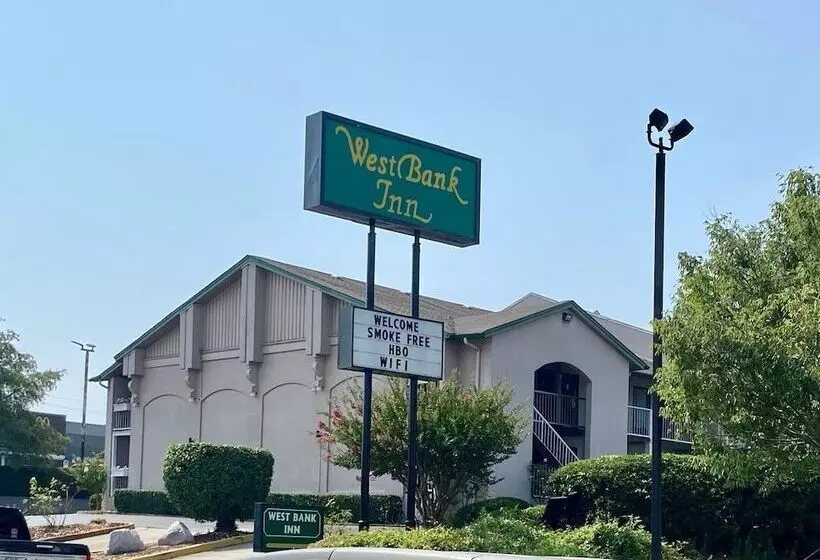 West Bank
Inn
WELCOME
SMOKE FREE
HBO
WIFI
WEST BANK
INN